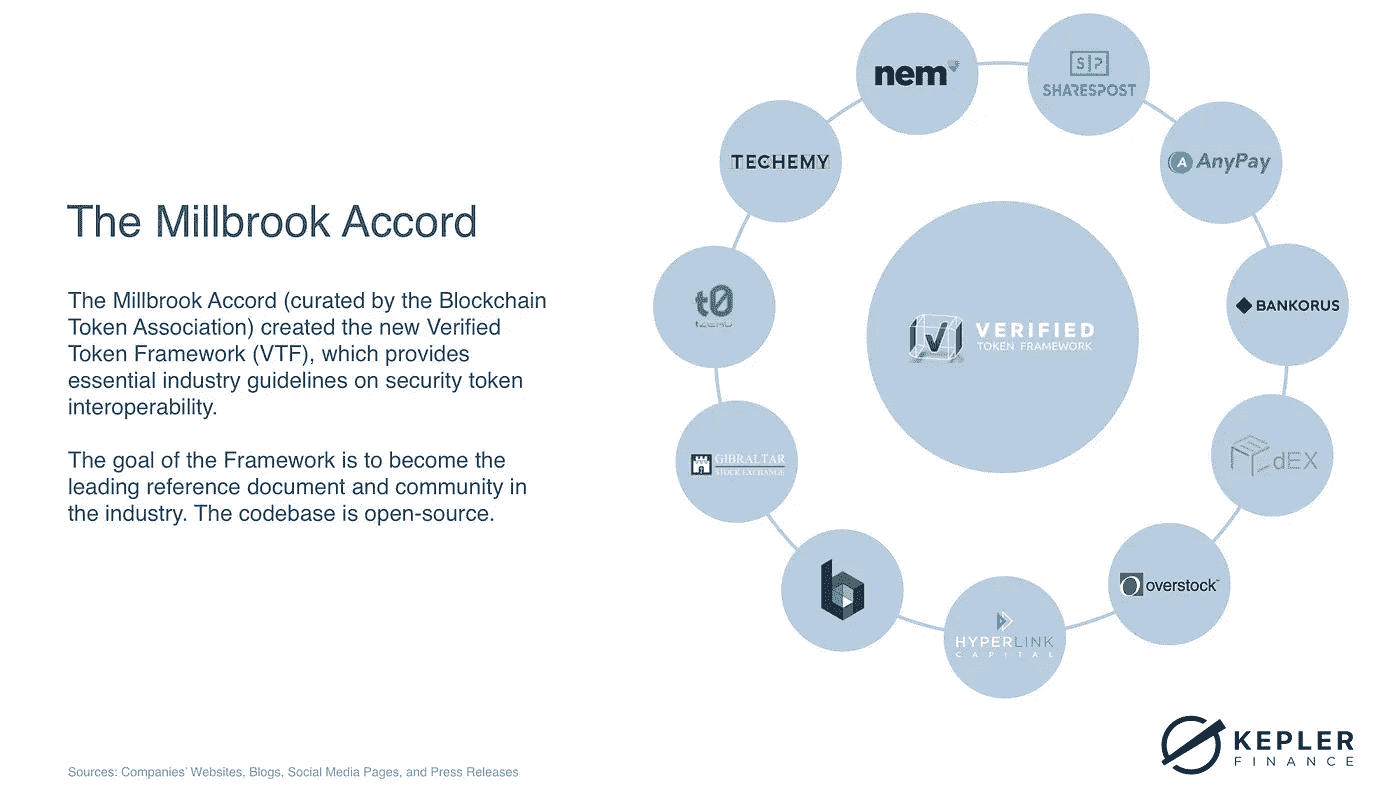 The Millbrook Accord
The Millbrook Accord (curated by the Blockchain
Token Association) created the new Verified
Token Framework (VTF), which provides
essential industry guidelines on security token
interoperability.
The goal of the Framework is to become the
leading reference document and community in
the industry. The codebase is open-source.
Sources: Companies’ Websites, Blogs, Social Media Pages, and Press Releases
nem
S|P
SHARESPOST
TECHEMY
A AnyPay
t0
tZERO
BANKORUS
VERIFIED
TOKEN FRAMEWORK
GIBRALTAR
STOCK EXCHANGE
dEX
b
O overstock™
HYPERLINK
CAPITAL
KEPLER
FINANCE